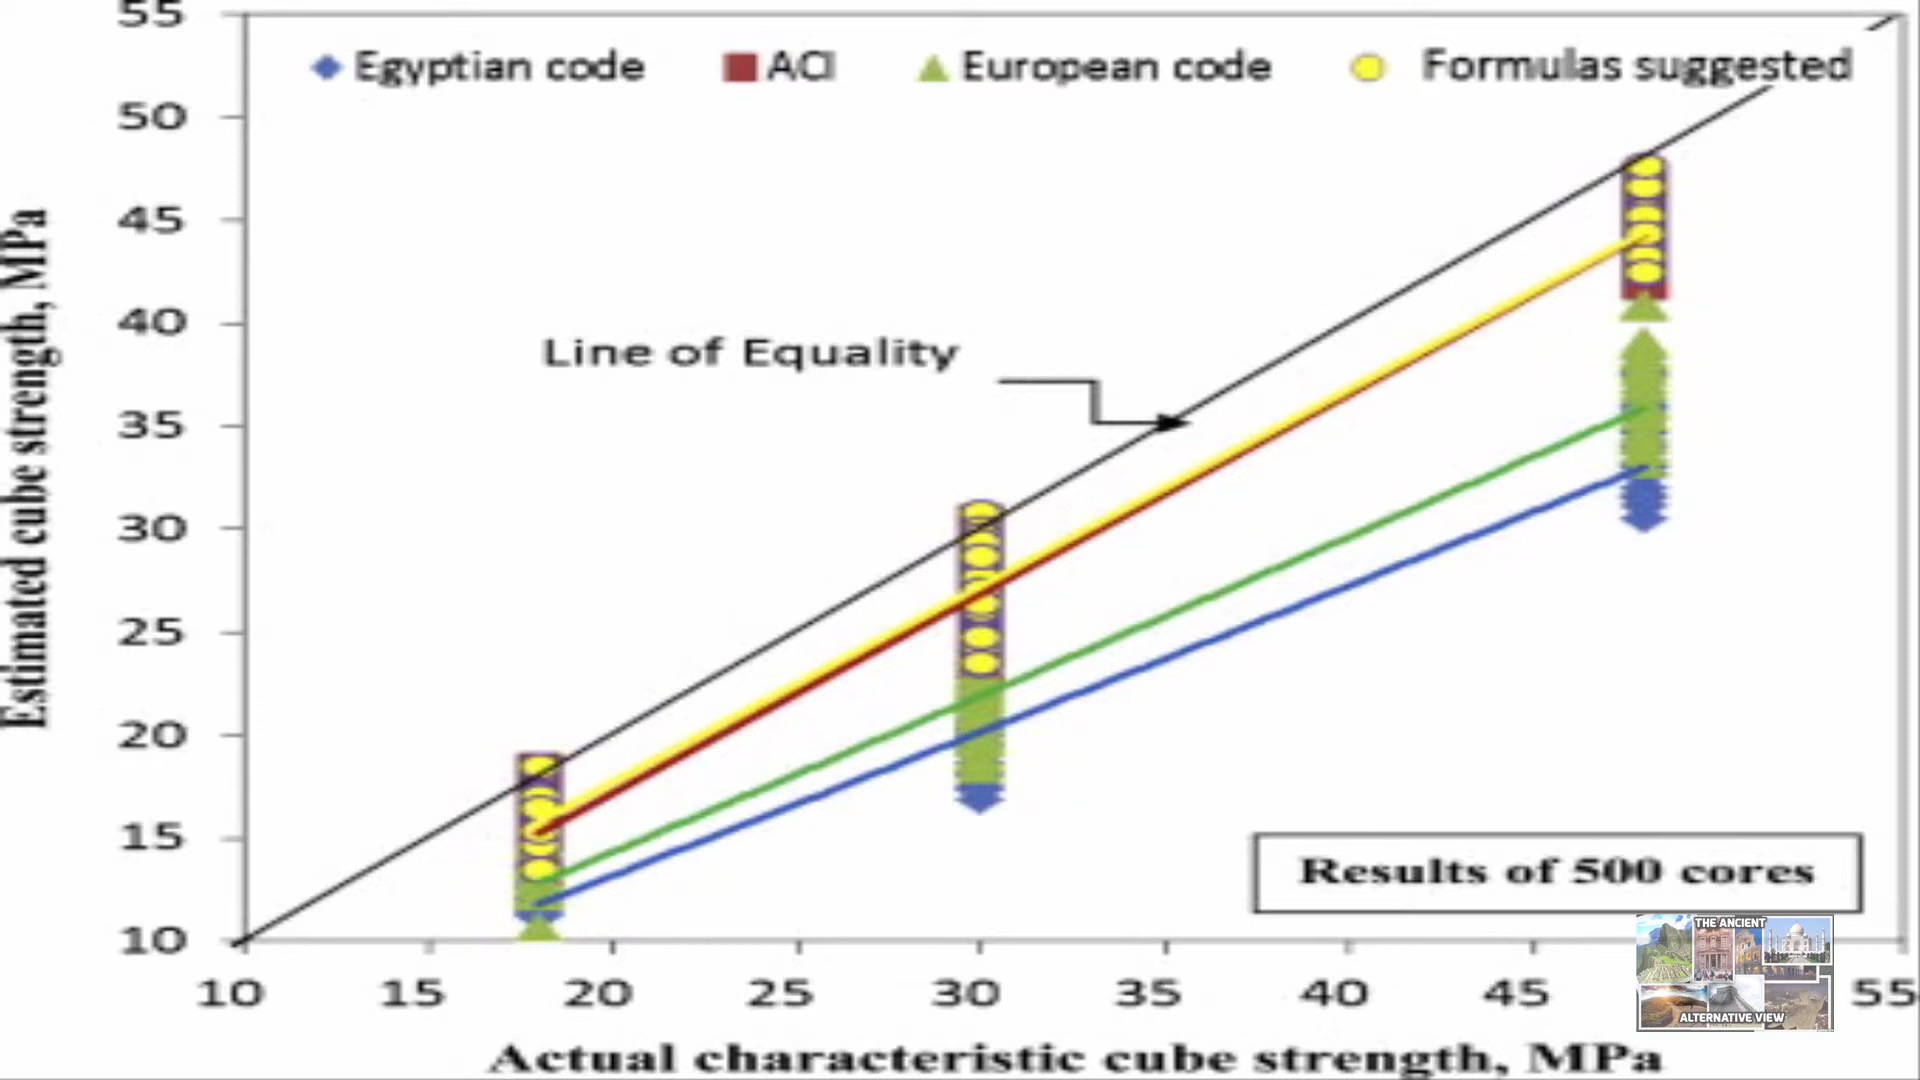 Egyptian code ACI European code Formulas suggested
55
50
45
40
35
30
25
20
15
10
Estimated cube strength, MPa
Line of Equality
Results of 500 cores
10 15 20 25 30 35 40 45 55
Actual characteristic cube strength, MPa
THE ANCIENT
ALTERNATIVE VIEW